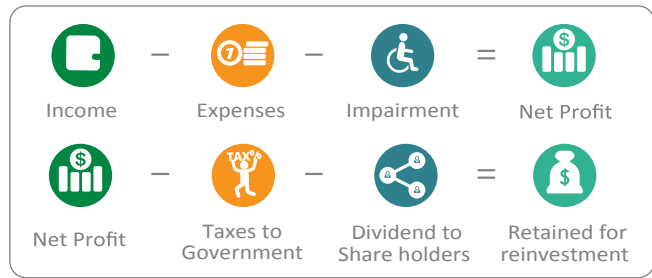 Income − Expenses − Impairment = Net Profit
TAX%
Net Profit − Taxes to Government − Dividend to Share holders = Retained for reinvestment